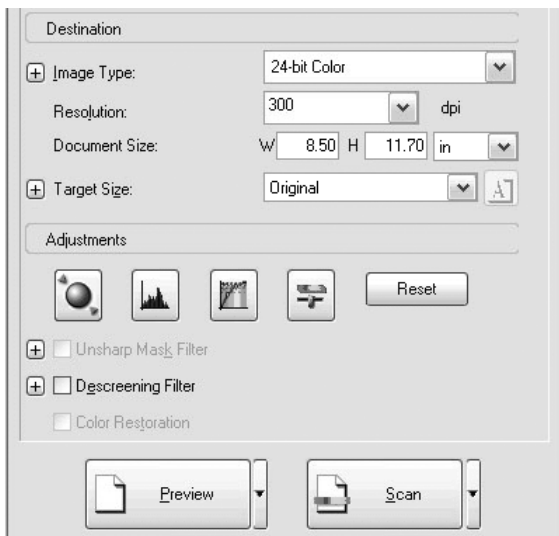 Destination
Image Type: 24-bit Color
Resolution: 300 dpi
Document Size: W 8.50 H 11.70 in
Target Size: Original
Adjustments
Reset
Unsharp Mask Filter
Descreening Filter
Color Restoration
Preview Scan